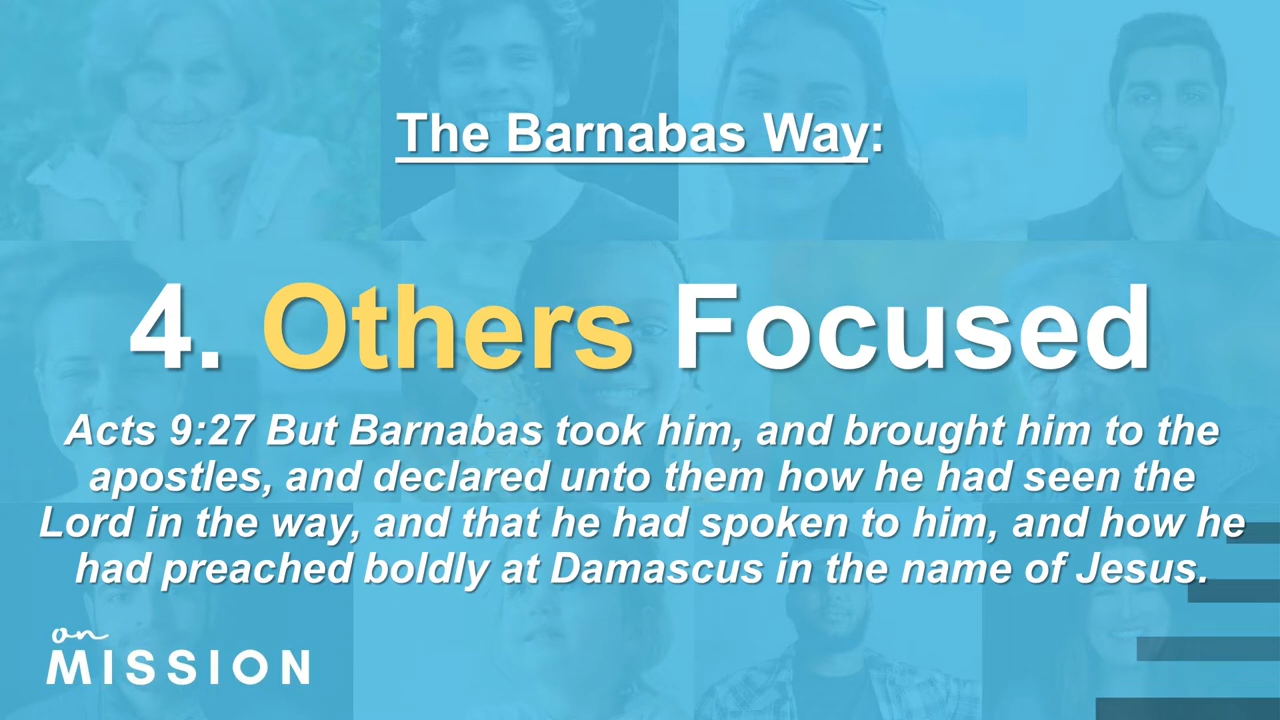 The Barnabas Way:
4. Others Focused
Acts 9:27 But Barnabas took him, and brought him to the
apostles, and declared unto them how he had seen the
Lord in the way, and that he had spoken to him, and how he
had preached boldly at Damascus in the name of Jesus.
on
MISSION